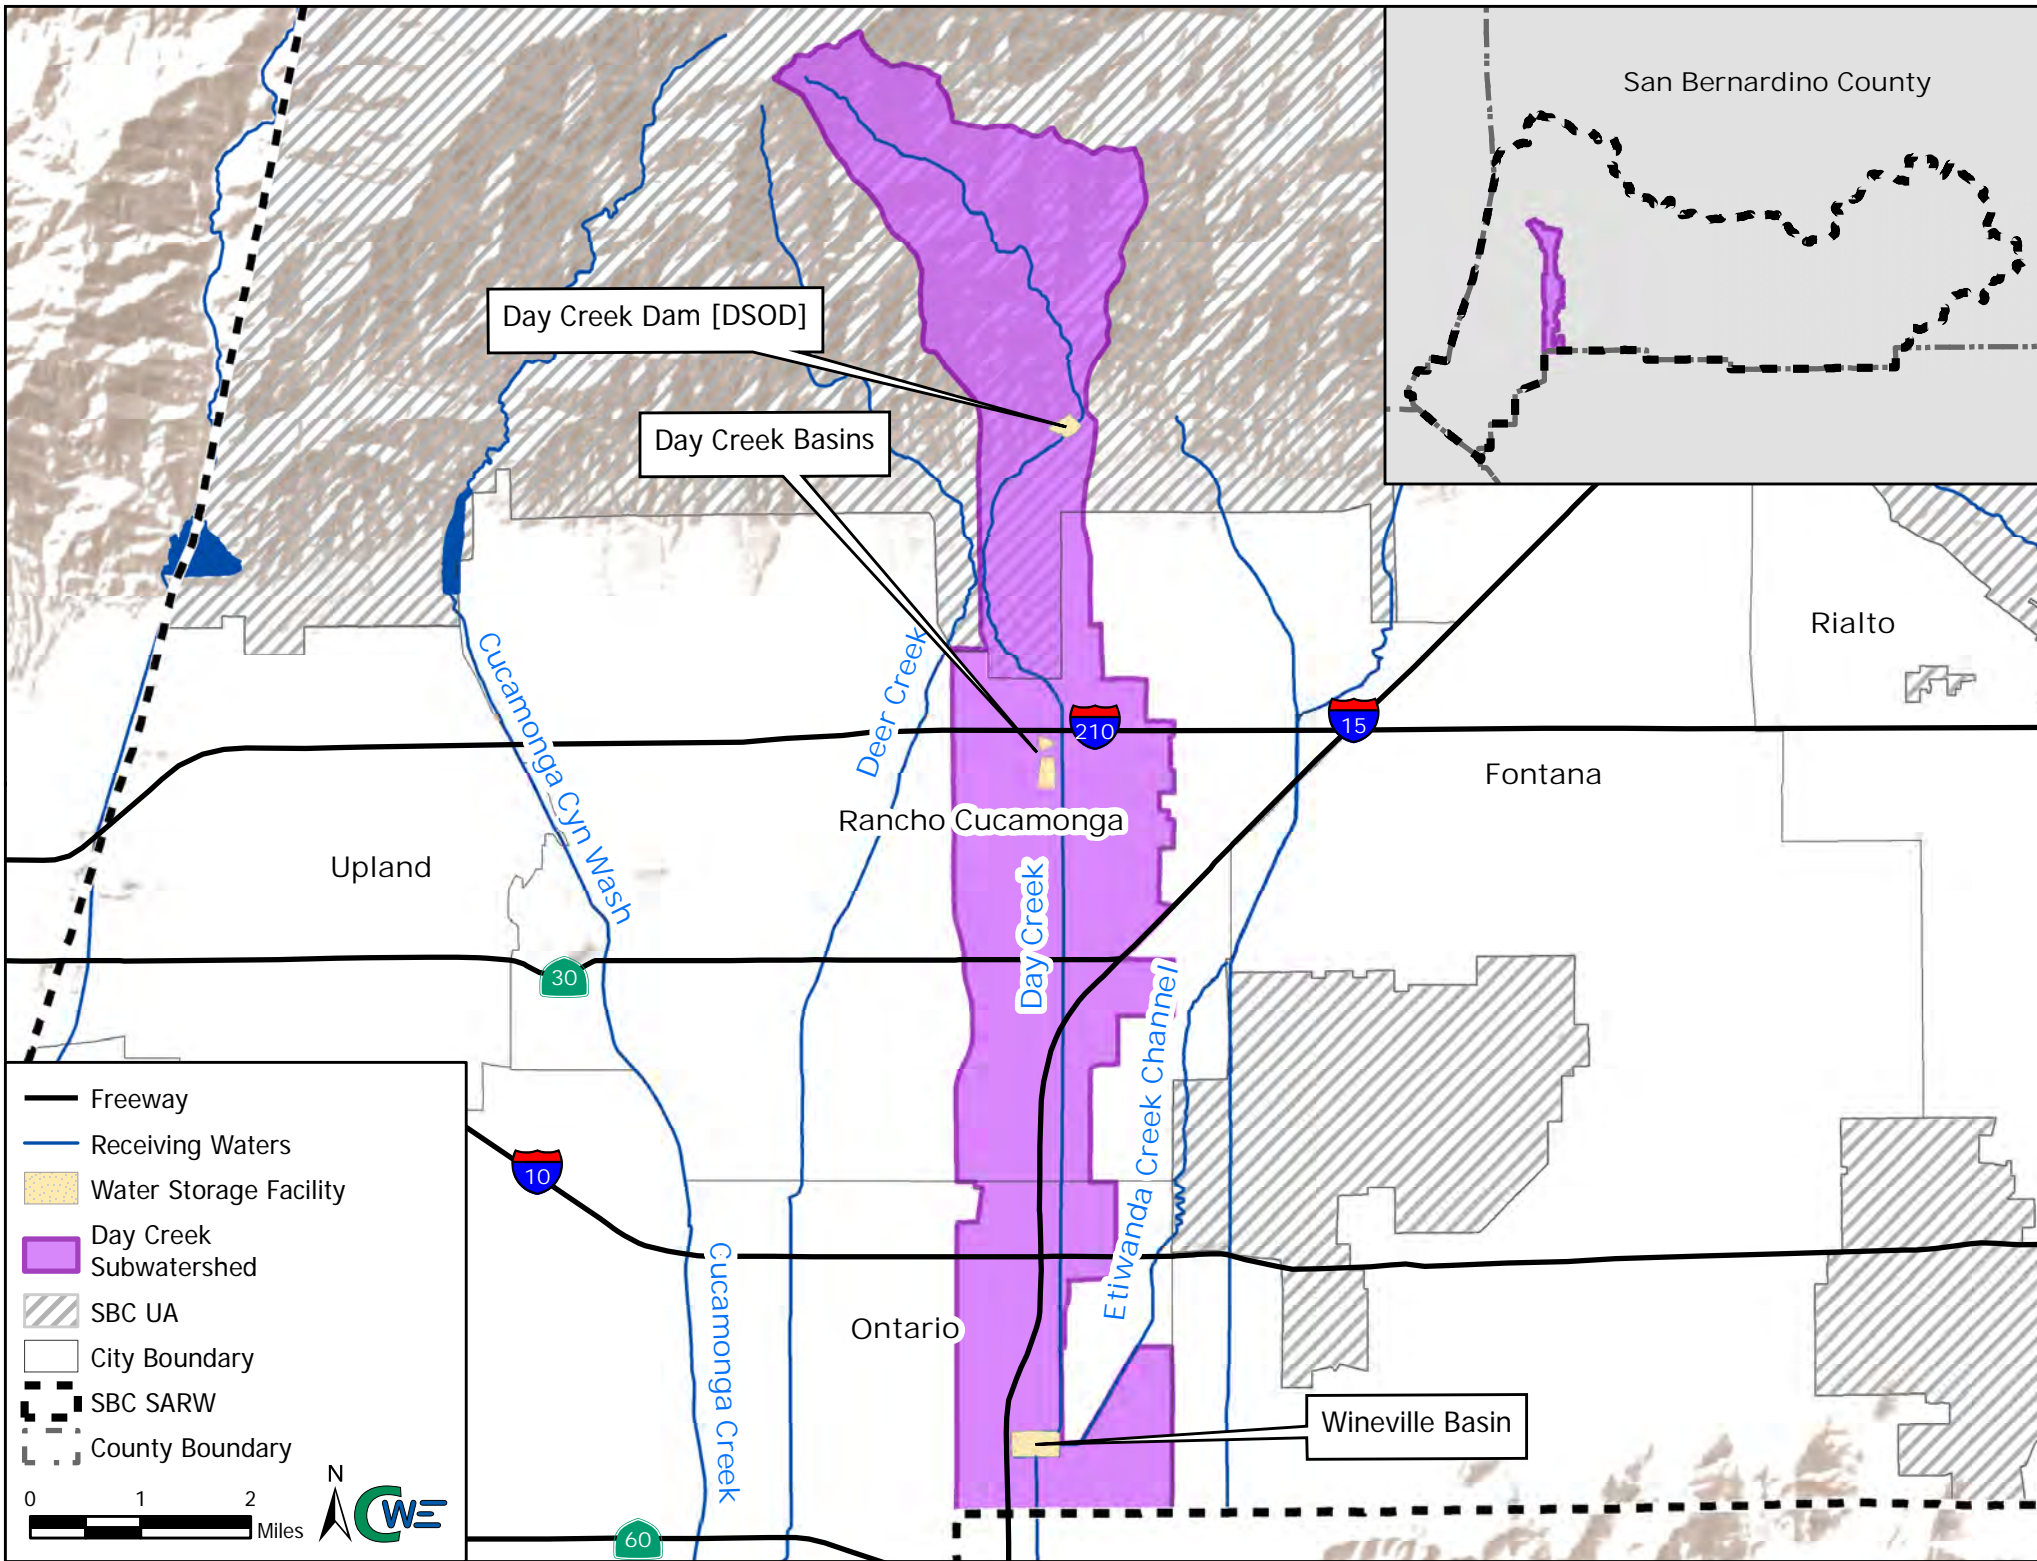 San Bernardino County
Day Creek Dam [DSOD]
Day Creek Basins
Rialto
Cucamonga Cyn Wash
Deer Creek
210
15
Fontana
Rancho Cucamonga
Upland
Day Creek
30
Etiwanda Creek Channel
10
Cucamonga Creek
Ontario
Wineville Basin
60
Freeway
Receiving Waters
Water Storage Facility
Day Creek
Subwatershed
SBC UA
City Boundary
SBC SARW
County Boundary
N
0 1 2
Miles
CWE